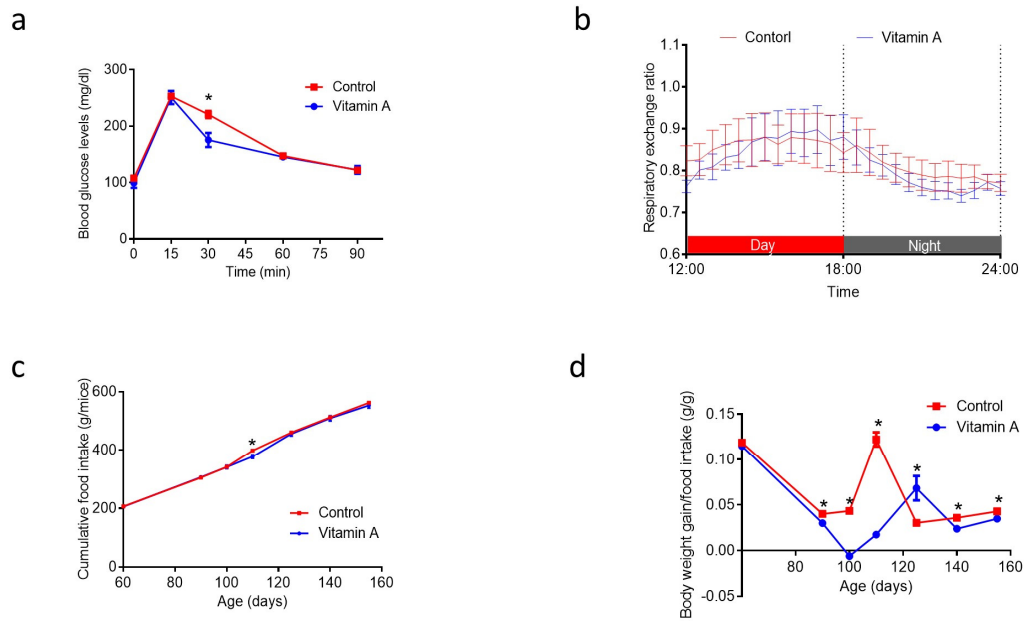 a
Blood glucose levels (mg/dl)
300
200
100
0
*
Control
Vitamin A
0 15 30 45 60 75 90
Time (min)
b
Contorl Vitamin A
Respiratory exchange ratio
1.1
1.0
0.9
0.8
0.7
0.6
Day Night
12:00 18:00 24:00
Time
c
Cumulative food intake (g/mice)
600
400
200
0
*
Control
Vitamin A
60 80 100 120 140 160
Age (days)
d
Body weight gain/food intake (g/g)
0.15
0.10
0.05
0.00
-0.05
Control
Vitamin A
* * * * * *
80 100 120 140 160
Age (days)